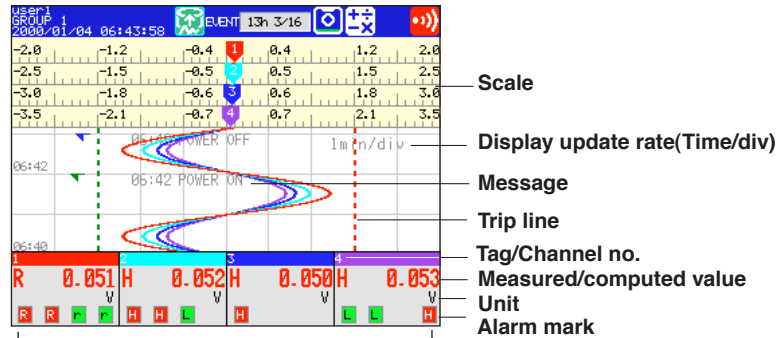 user1
GROUP 1
2000/01/04 06:43:58 EVENT 13h 3/16
-2.0 -1.2 -0.4 1 0.4 1.2 2.0
-2.5 -1.5 -0.5 2 0.5 1.5 2.5
-3.0 -1.8 -0.6 3 0.6 1.8 3.0
-3.5 -2.1 -0.7 4 0.7 2.1 3.5
Scale
POWER OFF 1min/div
Display update rate(Time/div)
06:42
06:42 POWER ON
Message
Trip line
06:40
1 2 3 4
Tag/Channel no.
R 0.051 H 0.052 H 0.050 H 0.053
Measured/computed value
V V V V
Unit
R R r r H H L H L L H
Alarm mark